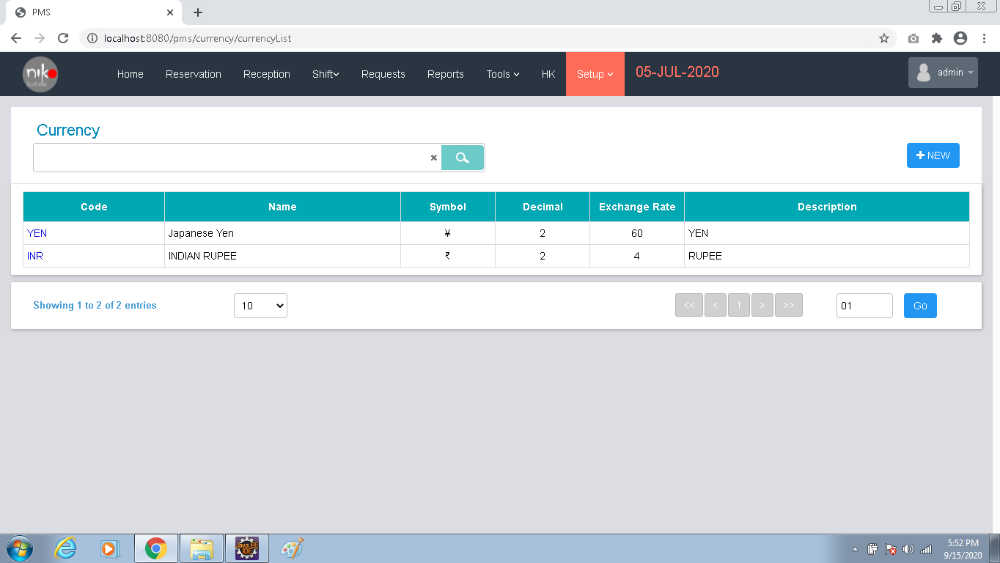 PMS
localhost:8080/pms/currency/currencyList
nik
hotels
Home Reservation Reception Shift Requests Reports Tools HK Setup 05-JUL-2020 admin
Currency
NEW
Code Name Symbol Decimal Exchange Rate Description
YEN Japanese Yen ¥ 2 60 YEN
INR INDIAN RUPEE ₹ 2 4 RUPEE
Showing 1 to 2 of 2 entries 10 << < 1 > >> 01 Go
Java EE
IDE
5:52 PM
9/15/2020